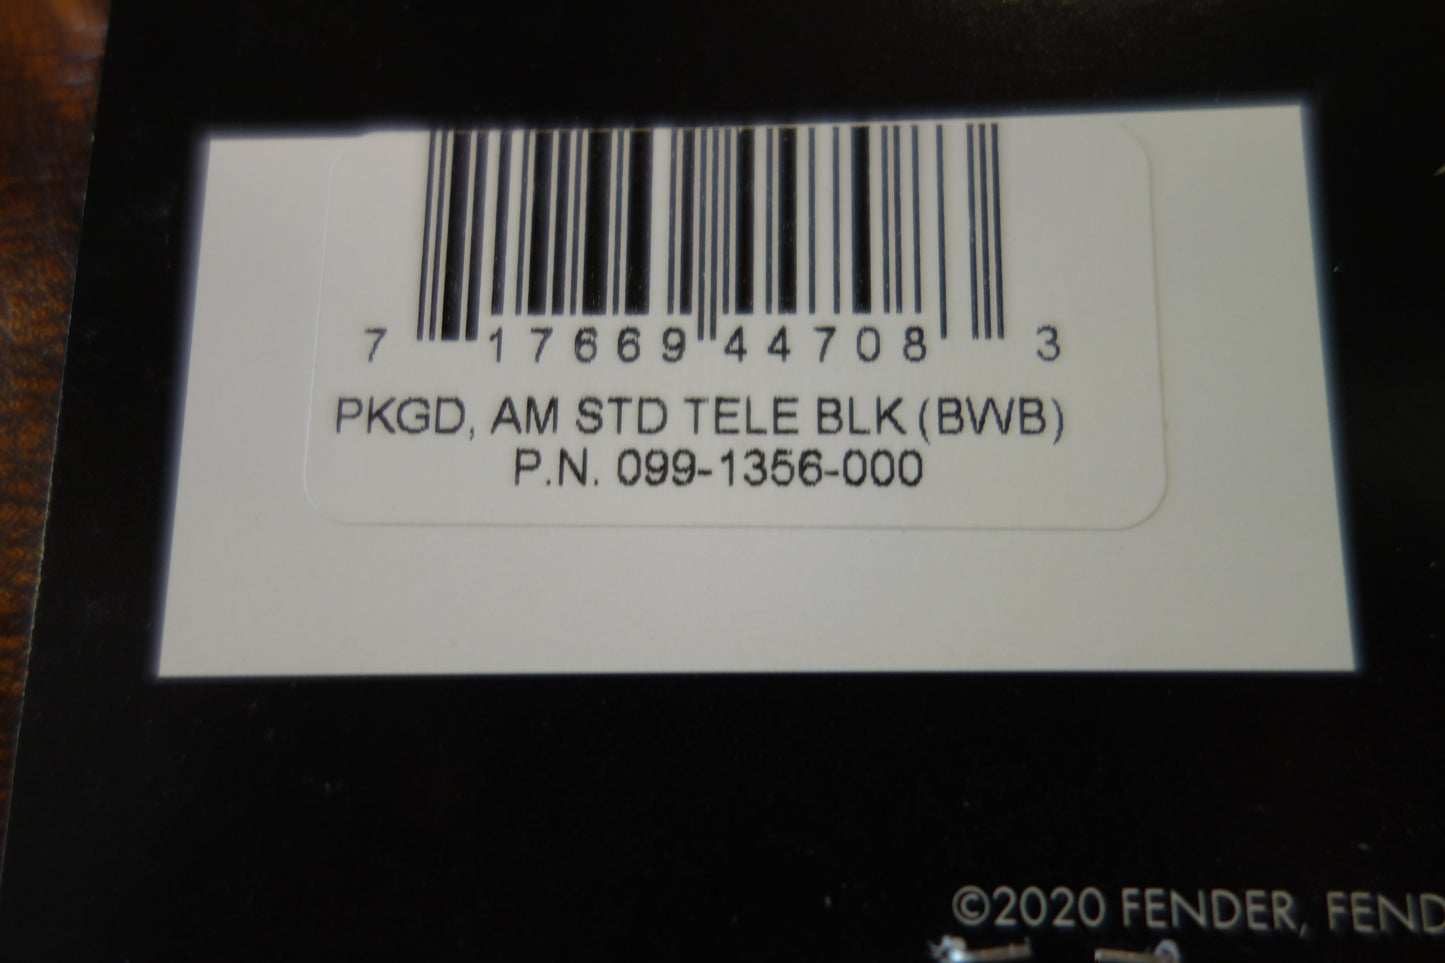 7 17669 44708 3
PKGD, AM STD TELE BLK (BWB)
P.N. 099-1356-000
©2020 FENDER, FEND